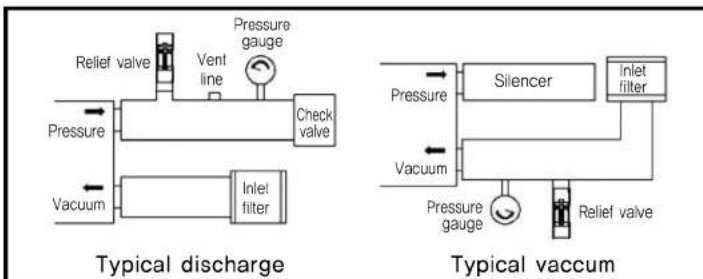 Relief valve
Vent
line
Pressure
gauge
Pressure
Check
valve
Vacuum
Inlet
filter
Typical discharge
Pressure
Silencer
Inlet
filter
Vacuum
Pressure
gauge
Relief valve
Typical vaccum